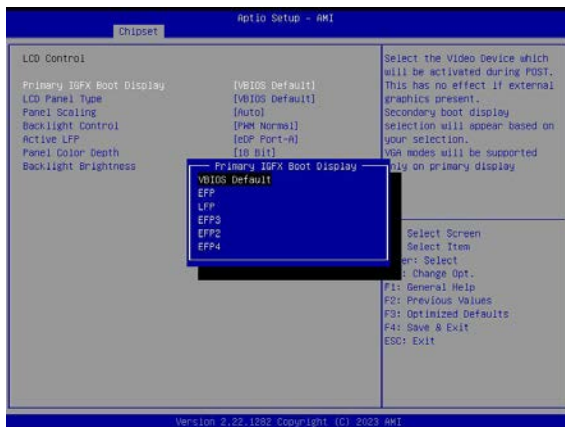 Aptio Setup - AMI
Chipset
LCD Control
Primary IGFX Boot Display [VBIOS Default]
LCD Panel Type [VBIOS Default]
Panel Scaling [Auto]
Backlight Control [PWM Normal]
Active LFP [eDP Port-A]
Panel Color Depth [18 Bit]
Backlight Brightness
Primary IGFX Boot Display
VBIOS Default
EFP
LFP
EFP3
EFP2
EFP4
Select the Video Device which
will be activated during POST.
This has no effect if external
graphics present.
Secondary boot display
selection will appear based on
your selection.
VGA modes will be supported
only on primary display
Select Screen
Select Item
er: Select
: Change Opt.
F1: General Help
F2: Previous Values
F3: Optimized Defaults
F4: Save & Exit
ESC: Exit
Version 2.22.1282 Copyright (C) 2023 AMI